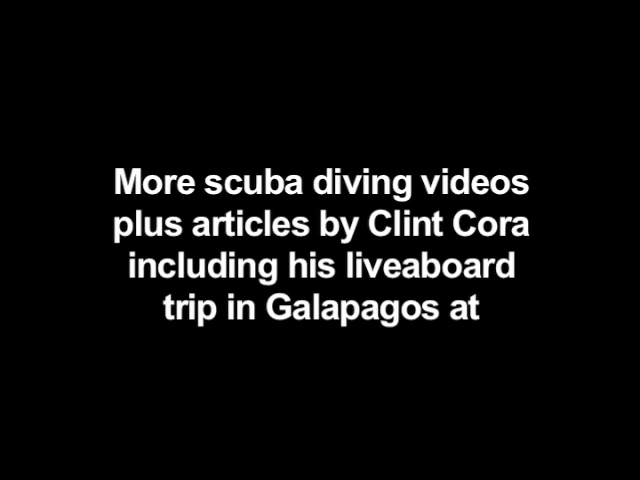 More scuba diving videos
plus articles by Clint Cora
including his liveaboard
trip in Galapagos at